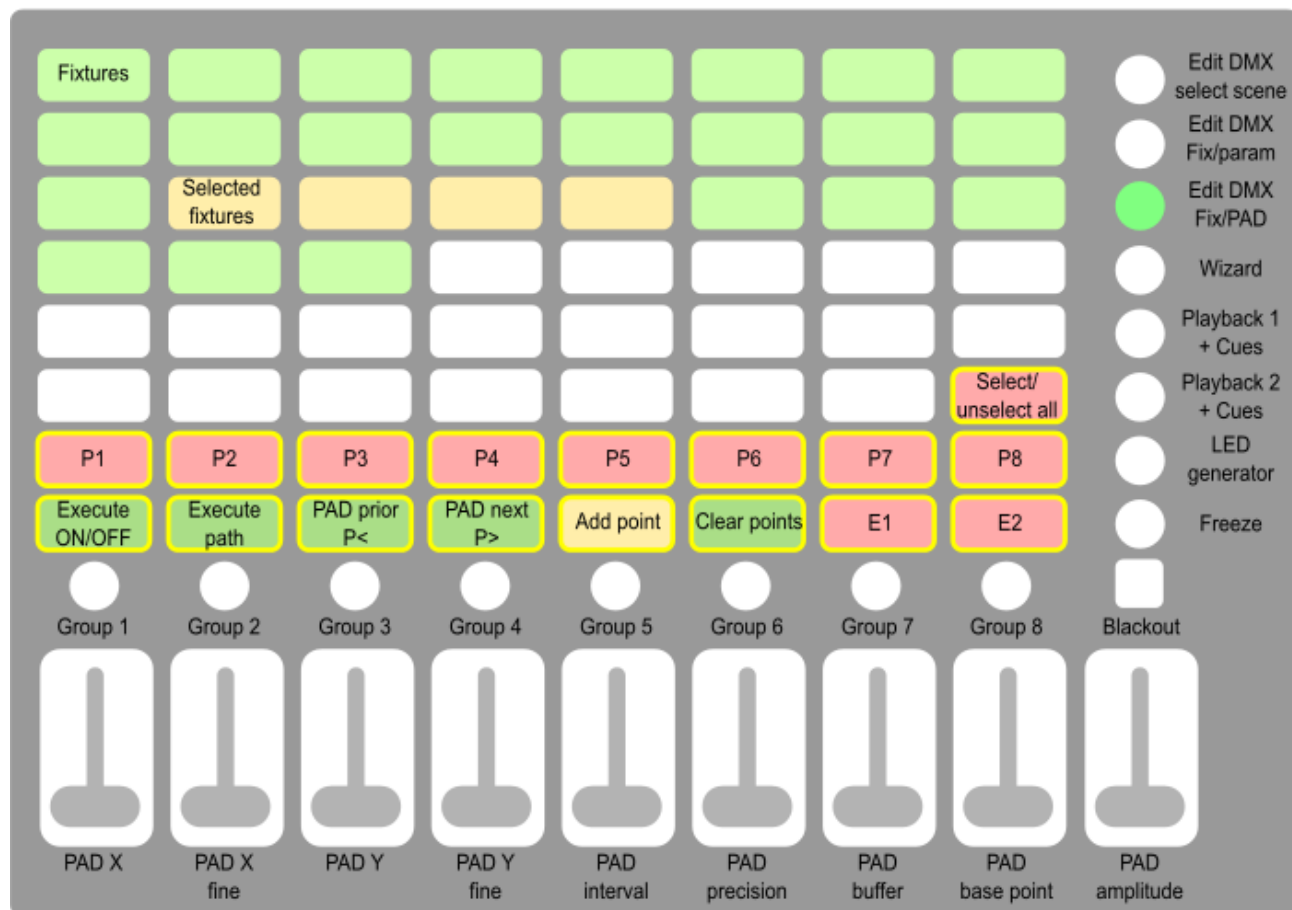 Fixtures
Edit DMX
select scene
Edit DMX
Fix/param
Selected
fixtures
Edit DMX
Fix/PAD
Wizard
Playback 1
+ Cues
Select/
unselect all
Playback 2
+ Cues
P1 P2 P3 P4 P5 P6 P7 P8
LED
generator
Execute
ON/OFF
Execute
path
PAD prior
P<
PAD next
P>
Add point
Clear points
E1
E2
Freeze
Group 1 Group 2 Group 3 Group 4 Group 5 Group 6 Group 7 Group 8 Blackout
PAD X
PAD X
fine
PAD Y
PAD Y
fine
PAD
interval
PAD
precision
PAD
buffer
PAD
base point
PAD
amplitude